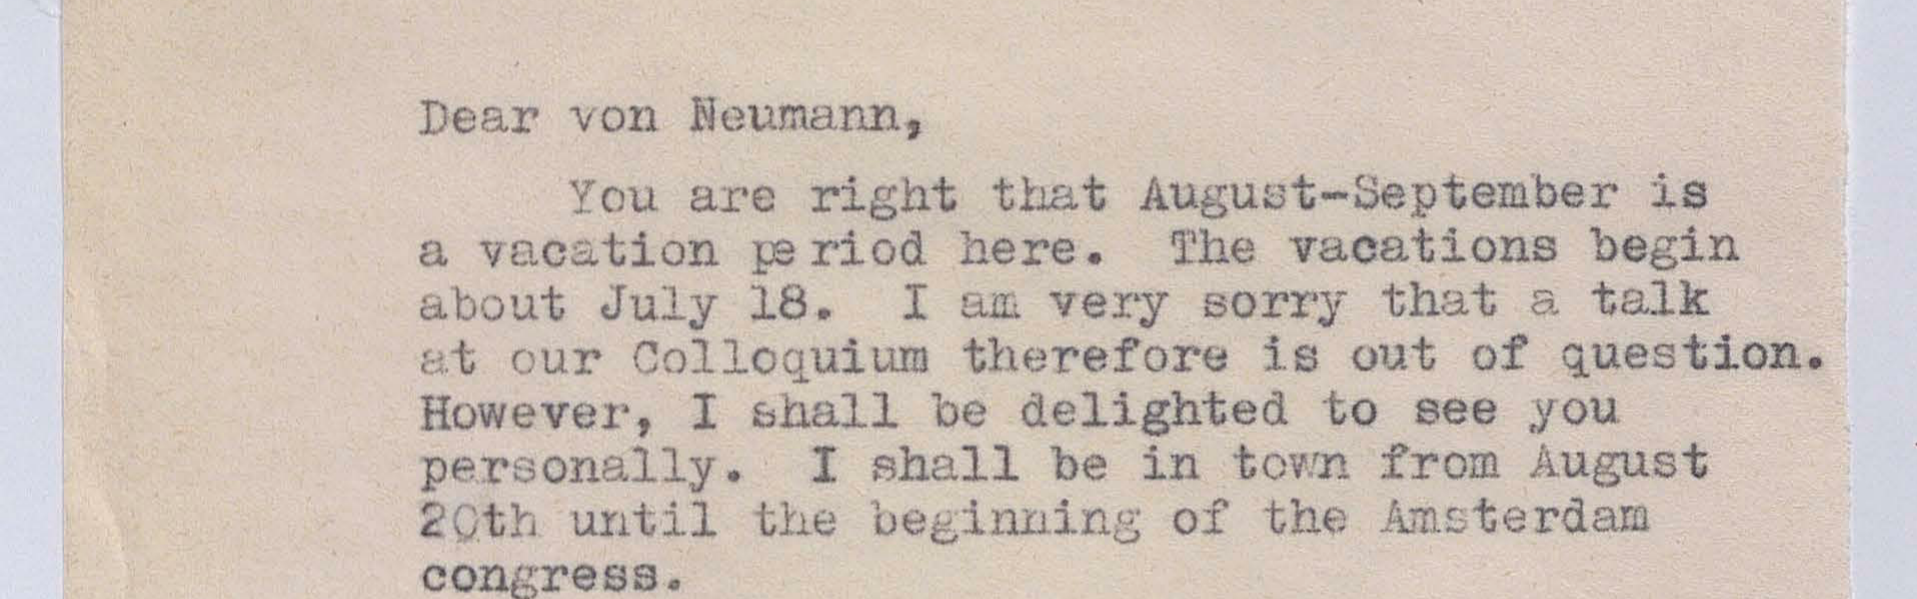 Dear von Neumann,
You are right that August-September is
a vacation pe riod here. The vacations begin
about July 18. I am very sorry that a talk
at our Colloquium therefore is out of question.
However, I shall be delighted to see you
personally. I shall be in town from August
20th until the beginning of the Amsterdam
congress.